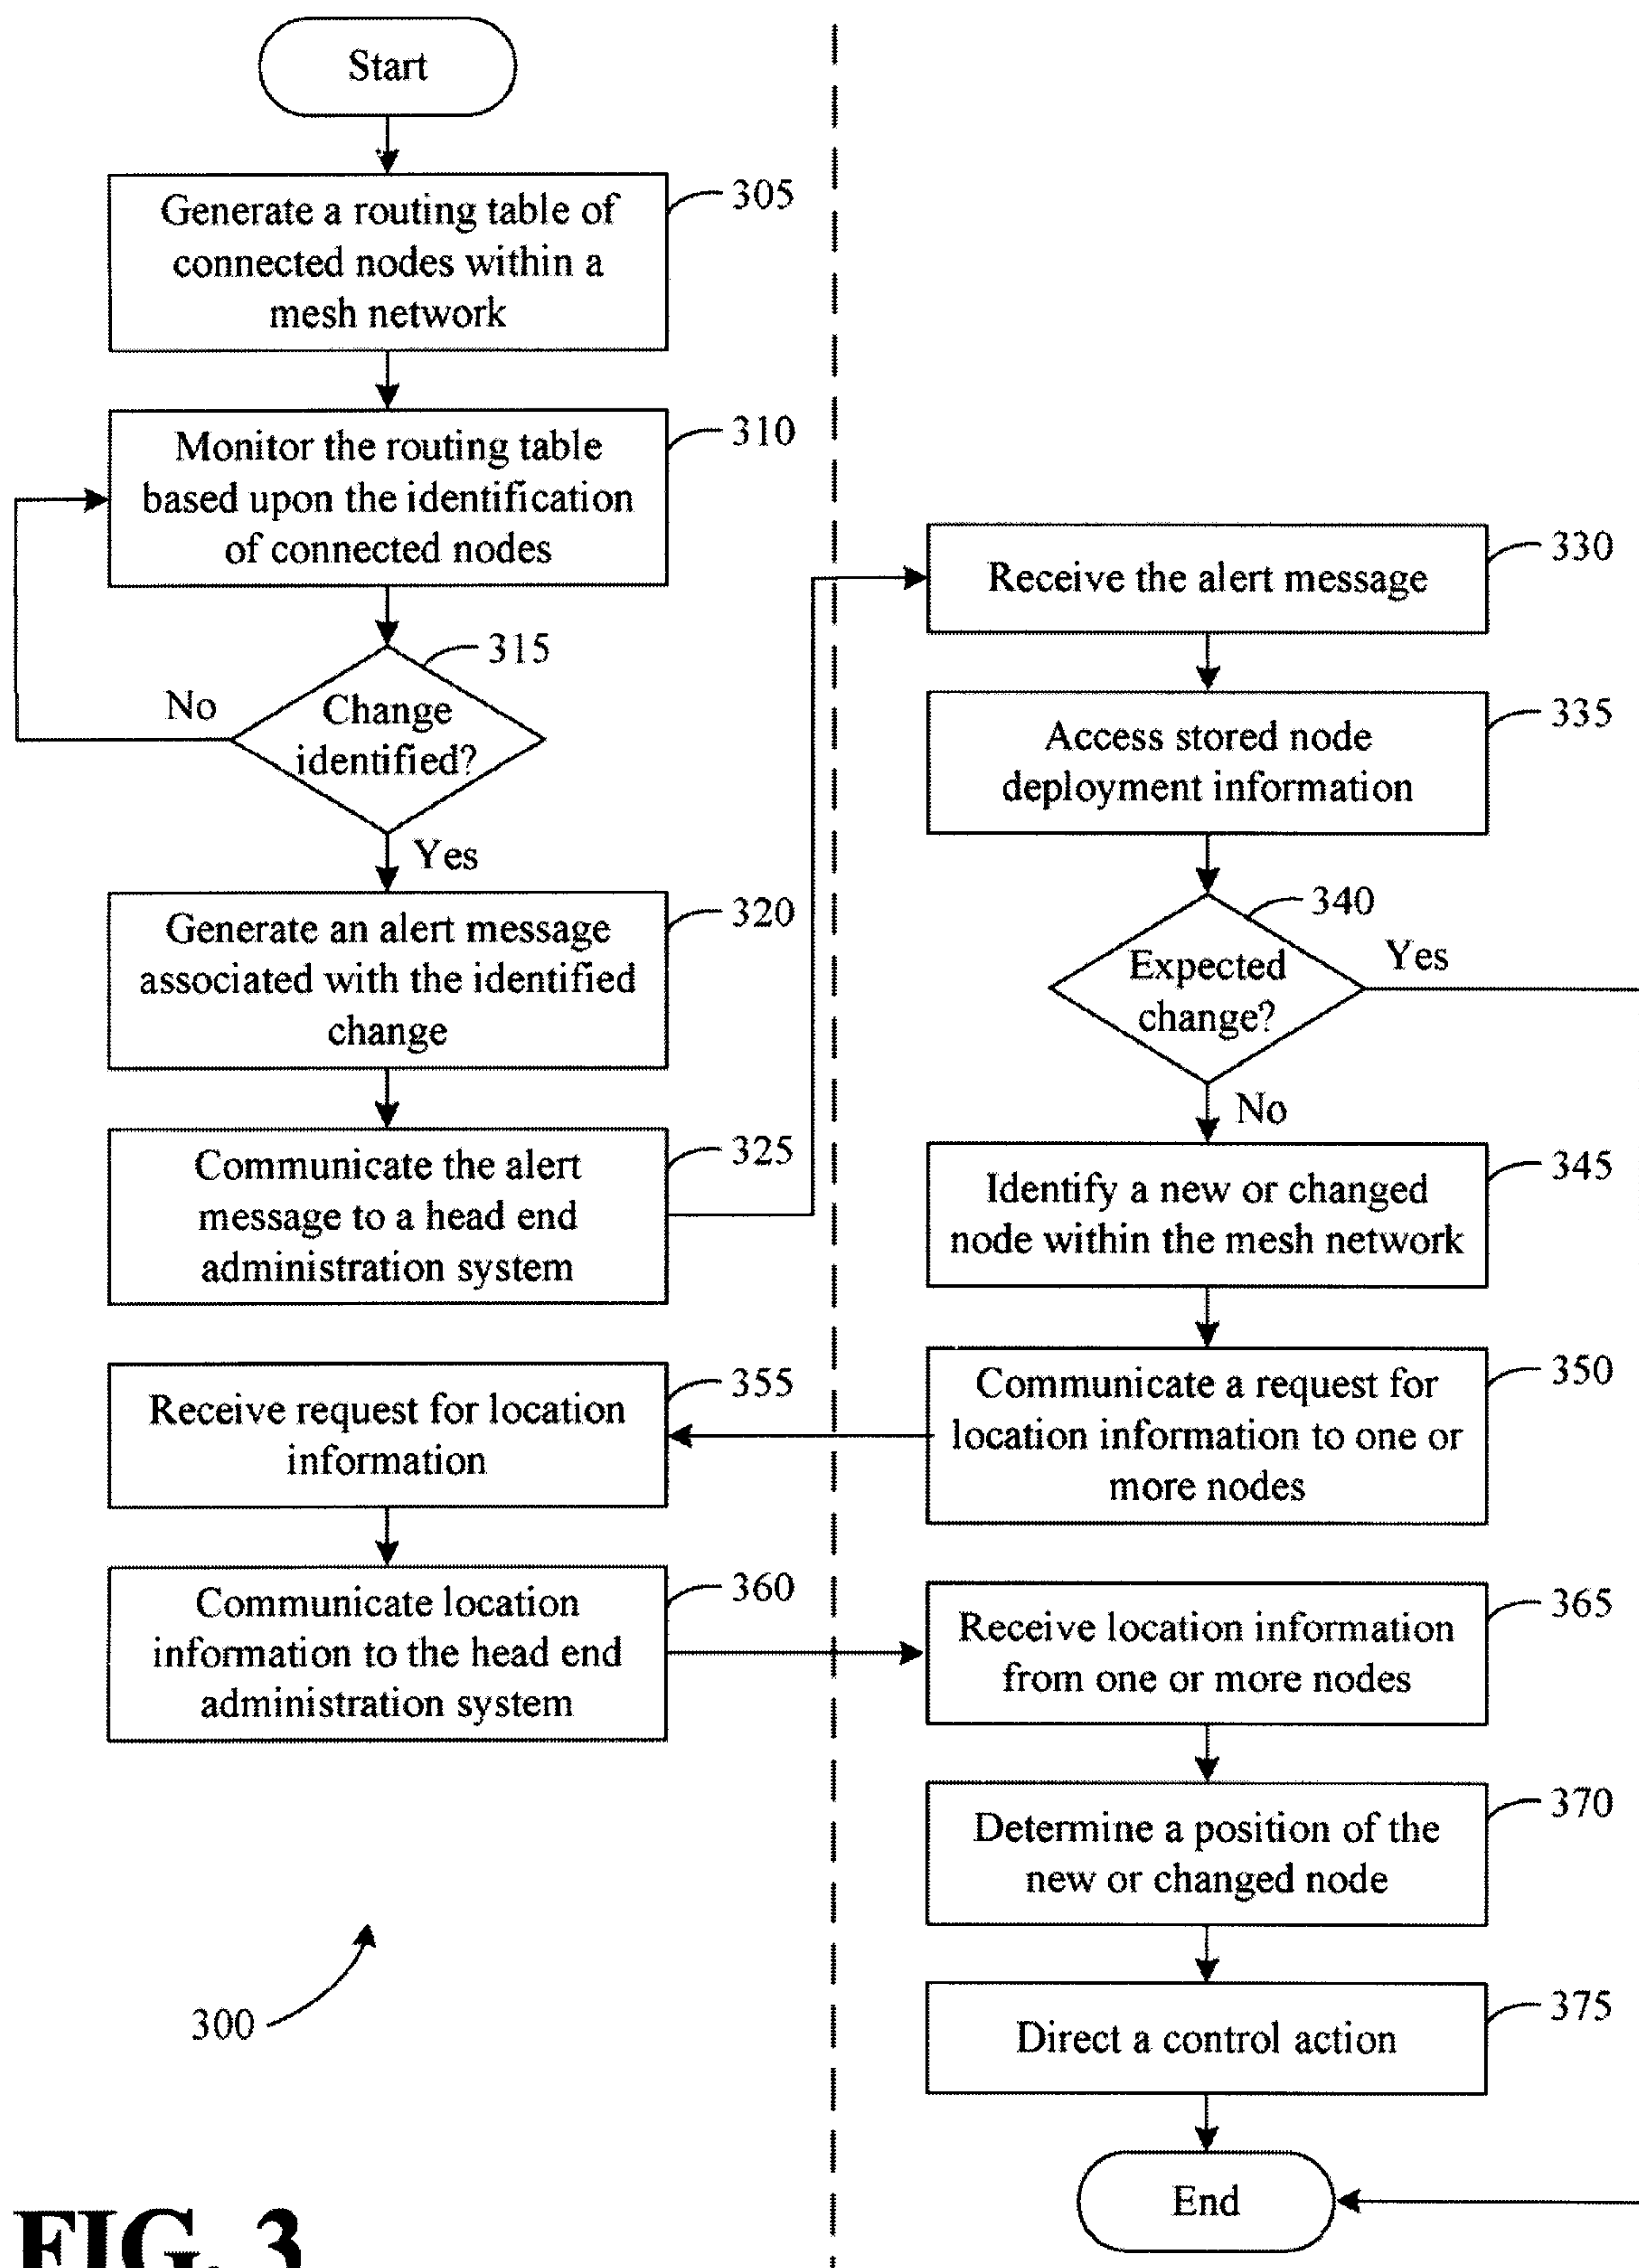 Start
Generate a routing table of
connected nodes within a
mesh network
305
Monitor the routing table
based upon the identification
of connected nodes
310
Change
identified?
315
No
Yes
Generate an alert message
associated with the identified
change
320
Communicate the alert
message to a head end
administration system
325
Receive the alert message
330
Access stored node
deployment information
335
Expected
change?
340
Yes
No
Identify a new or changed
node within the mesh network
345
Communicate a request for
location information to one or
more nodes
350
Receive request for location
information
355
Communicate location
information to the head end
administration system
360
Receive location information
from one or more nodes
365
Determine a position of the
new or changed node
370
Direct a control action
375
End
300
FIG. 3